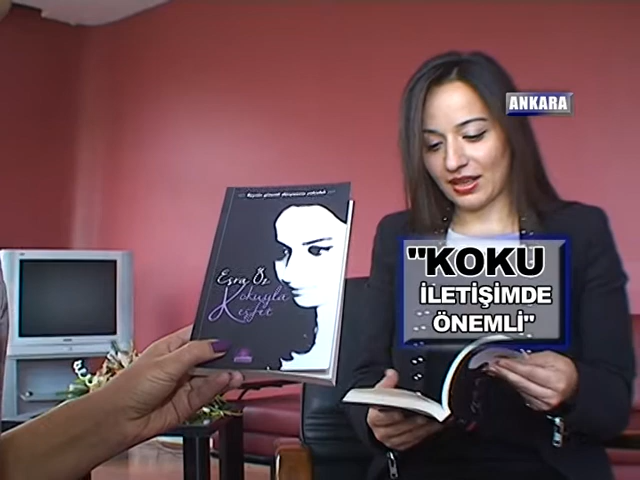 ANKARA
"KOKU
İLETİŞİMDE
ÖNEMLİ"
Esra Öz
Kokuyla
Keşfet